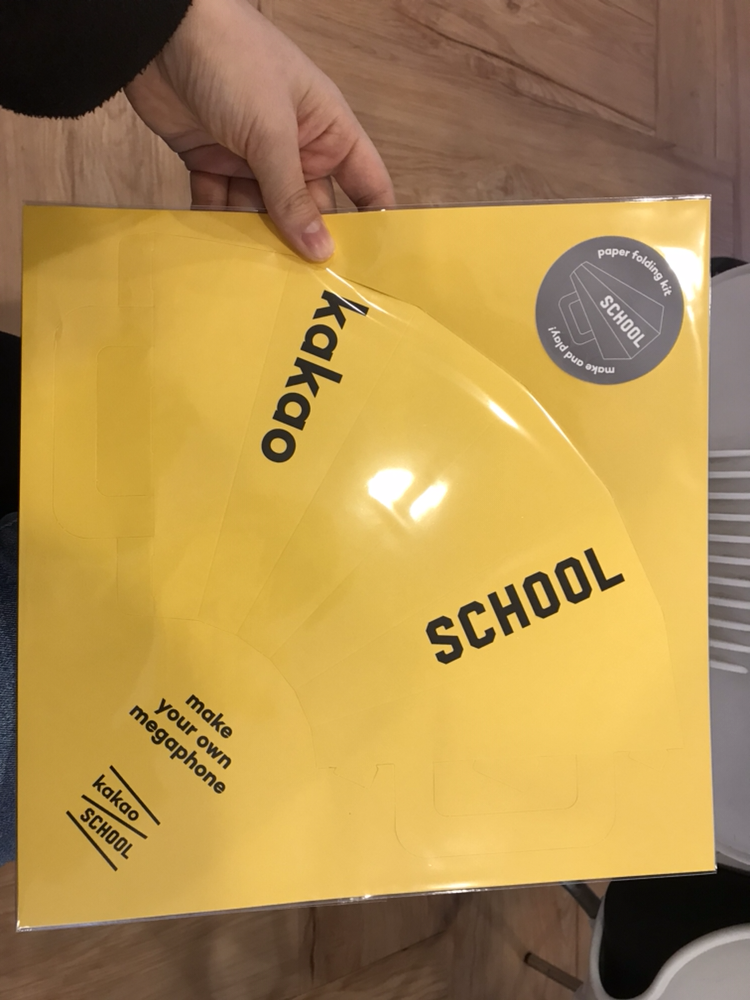 paper folding kit
SCHOOL
make and play!
kakao
SCHOOL
make
your own
megaphone
kakao
SCHOOL